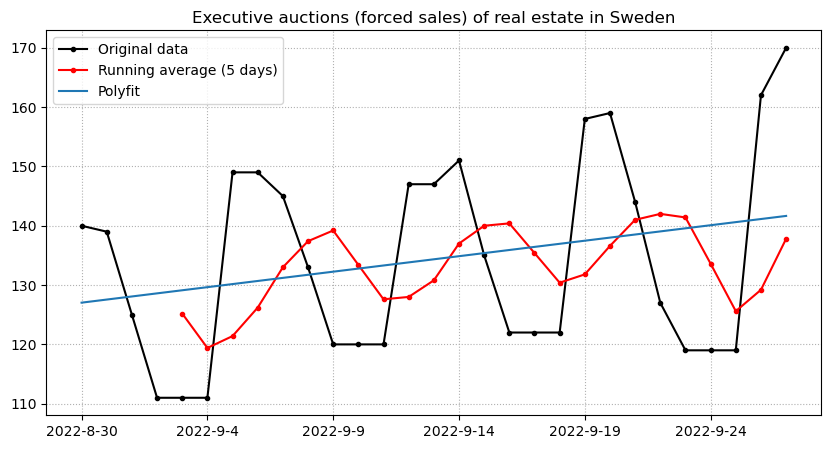 Executive auctions (forced sales) of real estate in Sweden
Original data
Running average (5 days)
Polyfit
170
160
150
140
130
120
110
2022-8-30 2022-9-4 2022-9-9 2022-9-14 2022-9-19 2022-9-24